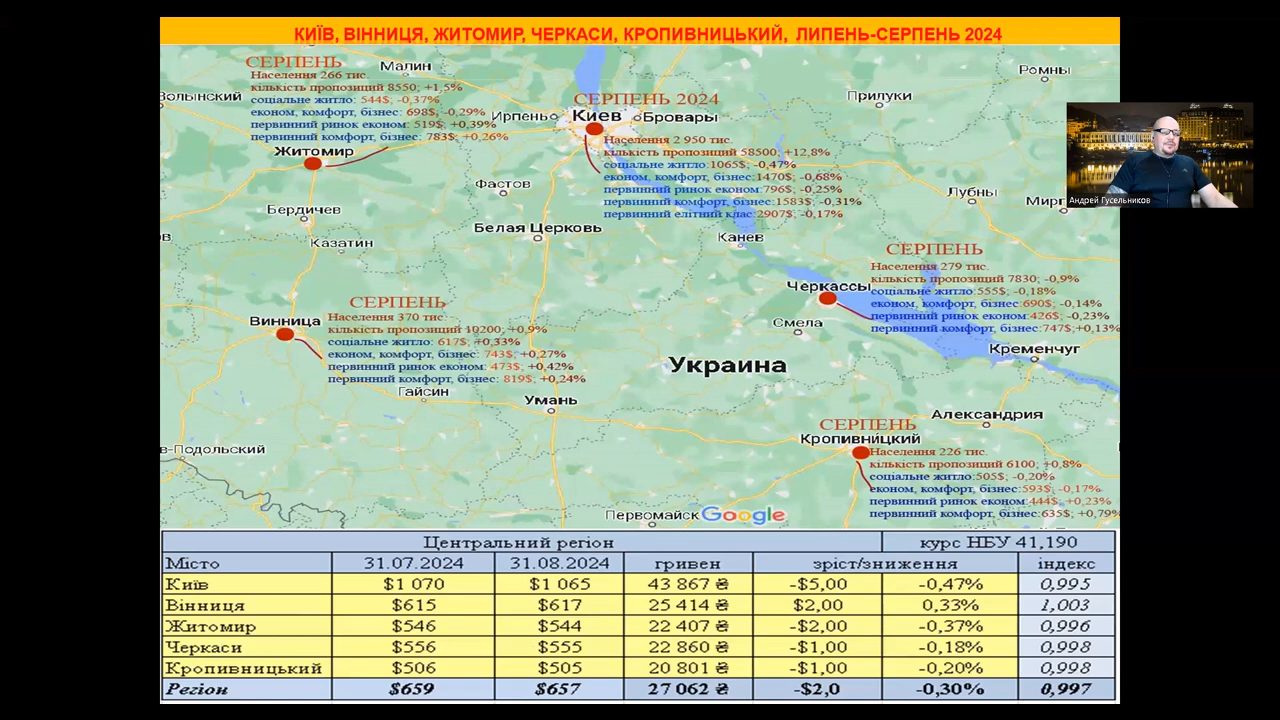 КИЇВ, ВІННИЦЯ, ЖИТОМИР, ЧЕРКАСИ, КРОПИВНИЦЬКИЙ, ЛИПЕНЬ-СЕРПЕНЬ 2024
СЕРПЕНЬ
Население 266 тис.
кількість пропозицій 8550; +1,5%
соціальне житло: 544$; -0,37%
економ, комфорт, бізнес: 698$; -0,29%
первинний ринок економ: 519$; +0,39%
первинний комфорт, бізнес: 783$; +0,26%
Малин
Волынский
Житомир
Ирпень
Киев
Бровары
Прилуки
Ромны
СЕРПЕНЬ 2024
Населення 2 950 тис.
кількість пропозицій 58500; +12,8%
соціальне житло:1065$; -0,47%
економ, комфорт, бізнес:1470$; -0,68%
первинний ринок економ:796$; -0,25%
первинний комфорт, бізнес:1583$; -0,31%
первинний елітний клас:2907$; -0,17%
Андрей Гусельников
Фастов
Лубны
Мирг
Бердичев
Белая Церковь
Канев
Казатин
в
СЕРПЕНЬ
Населення 279 тис.
кількість пропозицій 7830; -0,9%
соціальне житло:555$; -0,18%
економ, комфорт, бізнес:690$; -0,14%
первинний ринок економ:426$; -0,23%
первинний комфорт, бізнес:747$;+0,13%
Черкассы
Смела
Кременчуг
СЕРПЕНЬ
Населення 370 тис.
кількість пропозицій 10200; +0,9%
соціальне житло: 617$; +0,33%
економ, комфорт, бізнес: 743$; +0,27%
первинний ринок економ: 473$; +0,42%
первинний комфорт, бізнес: 819$; +0,24%
Винница
Украина
Гайсин
Умань
Александрия
СЕРПЕНЬ
Кропивницкий
Населення 226 тис.
кількість пропозицій 6100; +0,8%
соціальне житло:505$; -0,20%
економ, комфорт, бізнес:593$; -0,17%
первинний ринок економ:444$; +0,23%
первинний комфорт, бізнес:635$; +0,79%
в-Подольский
Первомайск
Google
Центральний регіон курс НБУ 41,190
Місто 31.07.2024 31.08.2024 гривен зріст/зниження індекс
Київ $1 070 $1 065 43 867 ₴ -$5,00 -0,47% 0,995
Вінниця $615 $617 25 414 ₴ $2,00 0,33% 1,003
Житомир $546 $544 22 407 ₴ -$2,00 -0,37% 0,996
Черкаси $556 $555 22 860 ₴ -$1,00 -0,18% 0,998
Кропивницький $506 $505 20 801 ₴ -$1,00 -0,20% 0,998
Регіон $659 $657 27 062 ₴ -$2,0 -0,30% 0,997